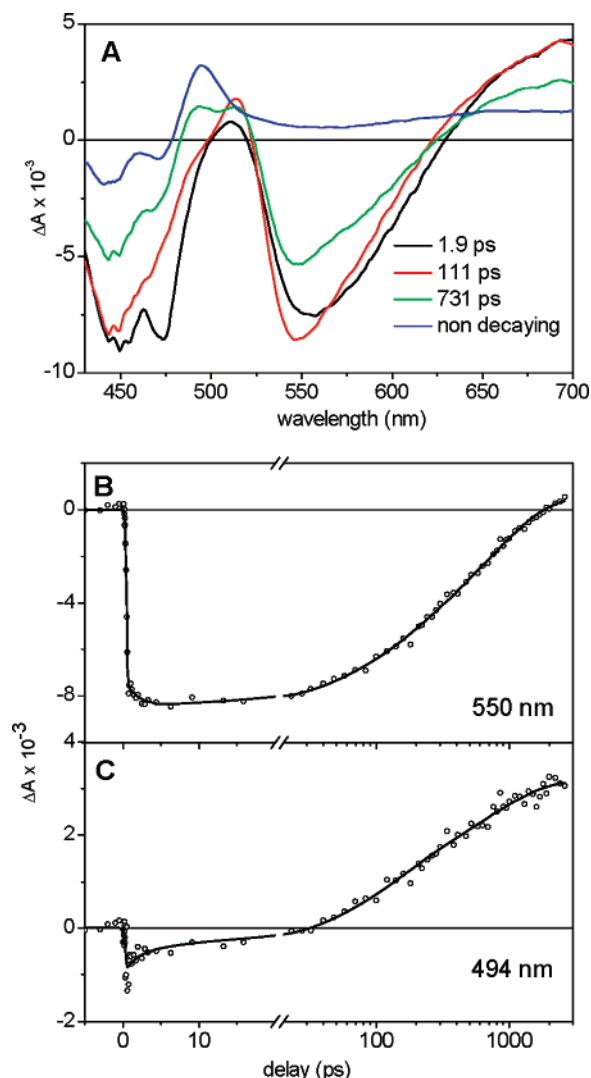 A
5
0
-5
-10
ΔA x 10⁻³
1.9 ps
111 ps
731 ps
non decaying
450 500 550 600 650 700
wavelength (nm)
B
0
-4
-8
550 nm
ΔA x 10⁻³
C
4
2
0
-2
494 nm
0 10 100 1000
delay (ps)